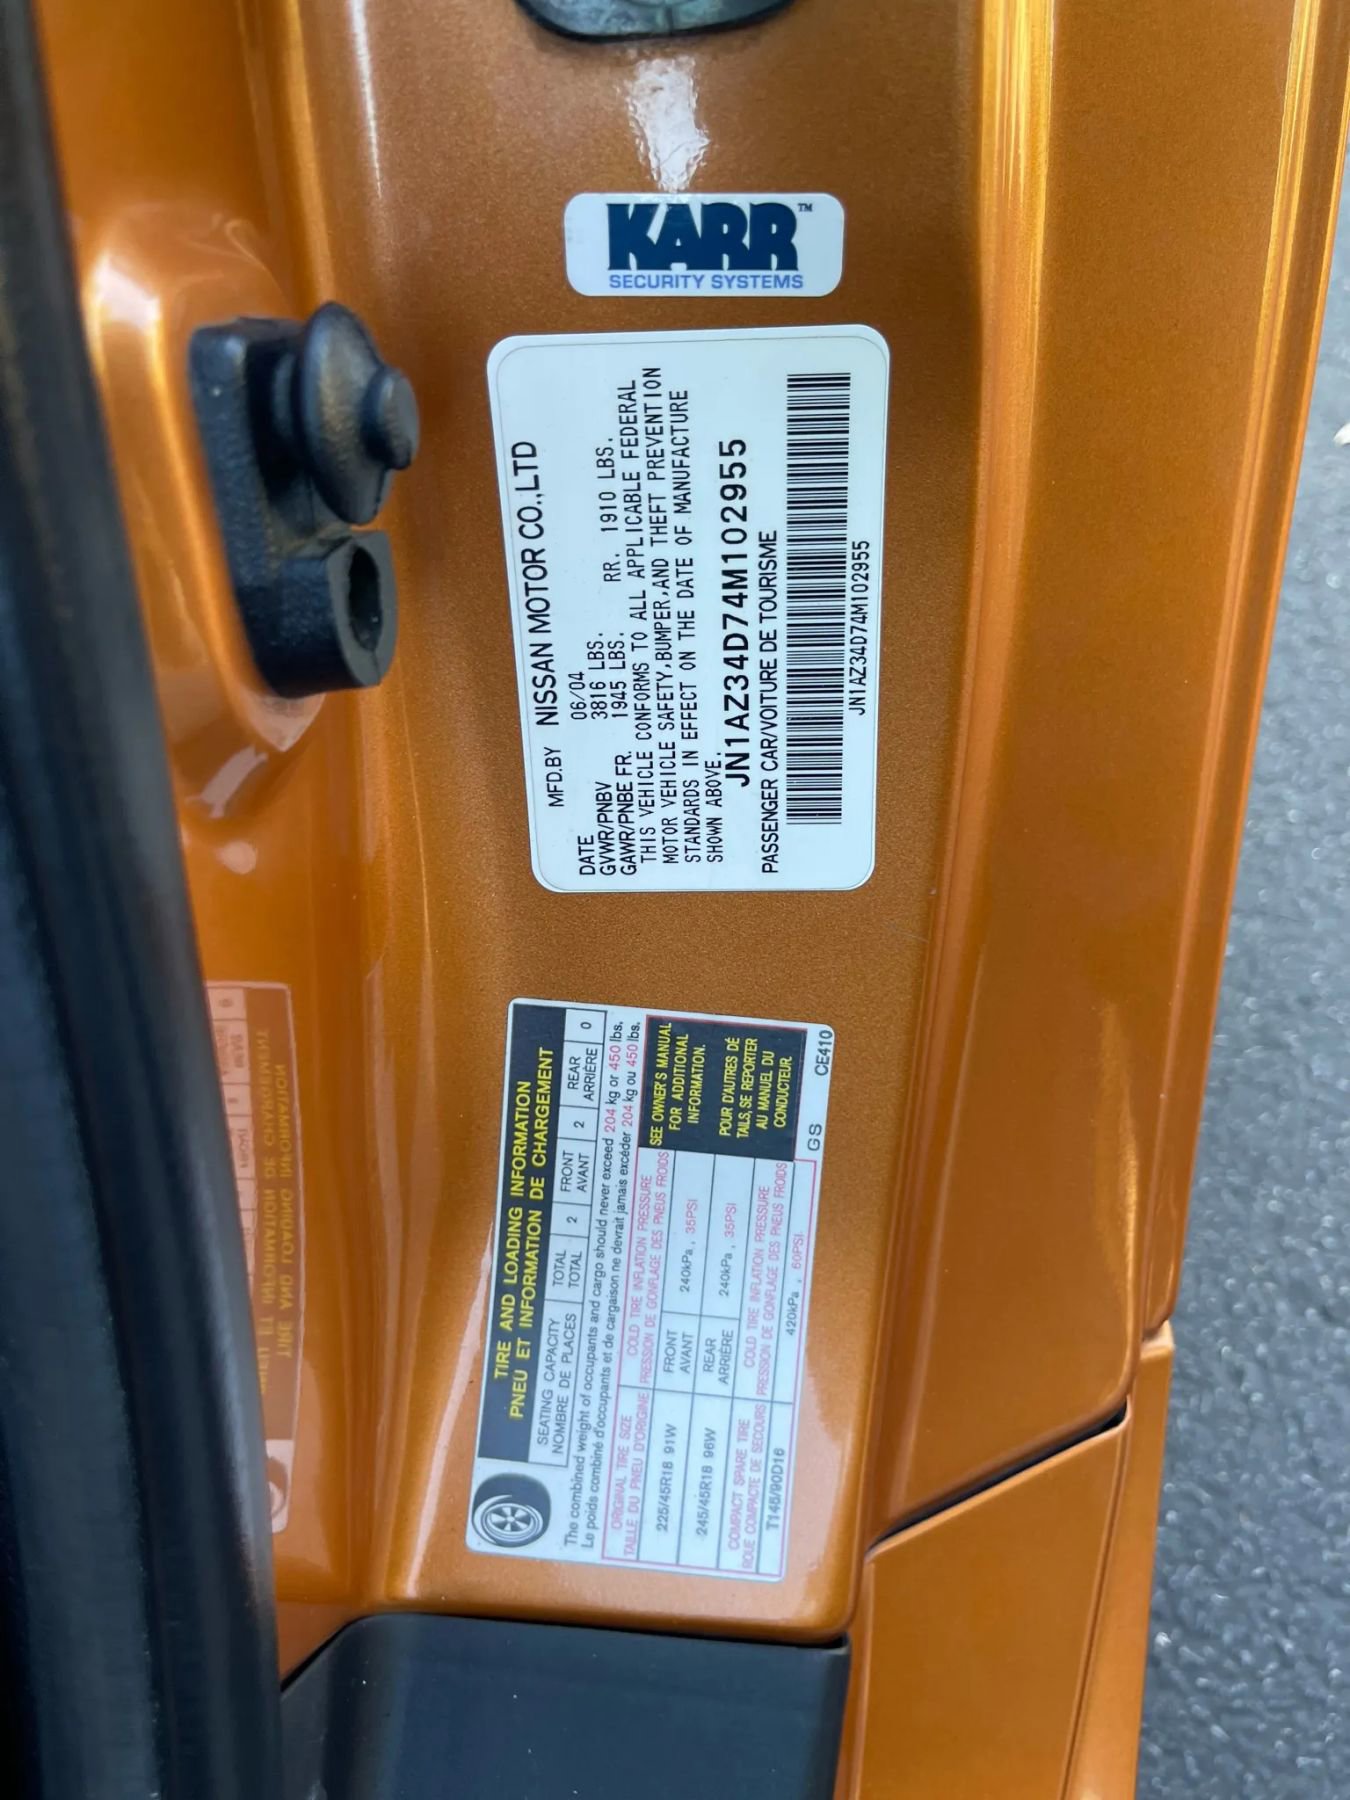 KARR™
SECURITY SYSTEMS
MFD.BY NISSAN MOTOR CO.,LTD
DATE 06/04
GVWR/PNBV 3816 LBS.
GAWR/PNBE FR. 1945 LBS. RR. 1910 LBS.
THIS VEHICLE CONFORMS TO ALL APPLICABLE FEDERAL
MOTOR VEHICLE SAFETY,BUMPER,AND THEFT PREVENTION
STANDARDS IN EFFECT ON THE DATE OF MANUFACTURE
SHOWN ABOVE.
JN1AZ34D74M102955
PASSENGER CAR/VOITURE DE TOURISME
JN1AZ34D74M102955
TIRE AND LOADING INFORMATION
PNEU ET INFORMATION DE CHARGEMENT
SEATING CAPACITY TOTAL 2 FRONT 2 REAR 0
NOMBRE DE PLACES TOTAL AVANT ARRIÈRE
The combined weight of occupants and cargo should never exceed 204 kg or 450 lbs.
Le poids combiné d'occupants et de cargaison ne devrait jamais excéder 204 kg ou 450 lbs.
ORIGINAL TIRE SIZE COLD TIRE INFLATION PRESSURE
TAILLE DU PNEU D'ORIGINE PRESSION DE GONFLAGE DES PNEUS FROIDS
225/45R18 91W FRONT AVANT 240kPa, 35PSI
245/45R18 96W REAR ARRIÈRE 240kPa, 35PSI
COMPACT SPARE TIRE COLD TIRE INFLATION PRESSURE
ROUE COMPACTE DE SECOURS PRESSION DE GONFLAGE DES PNEUS FROIDS
T145/90D16 420kPa, 60PSI
SEE OWNER'S MANUAL
FOR ADDITIONAL
INFORMATION.
POUR D'AUTRES DÉ
TAILS, SE REPORTER
AU MANUEL DU
CONDUCTEUR.
GS CE410